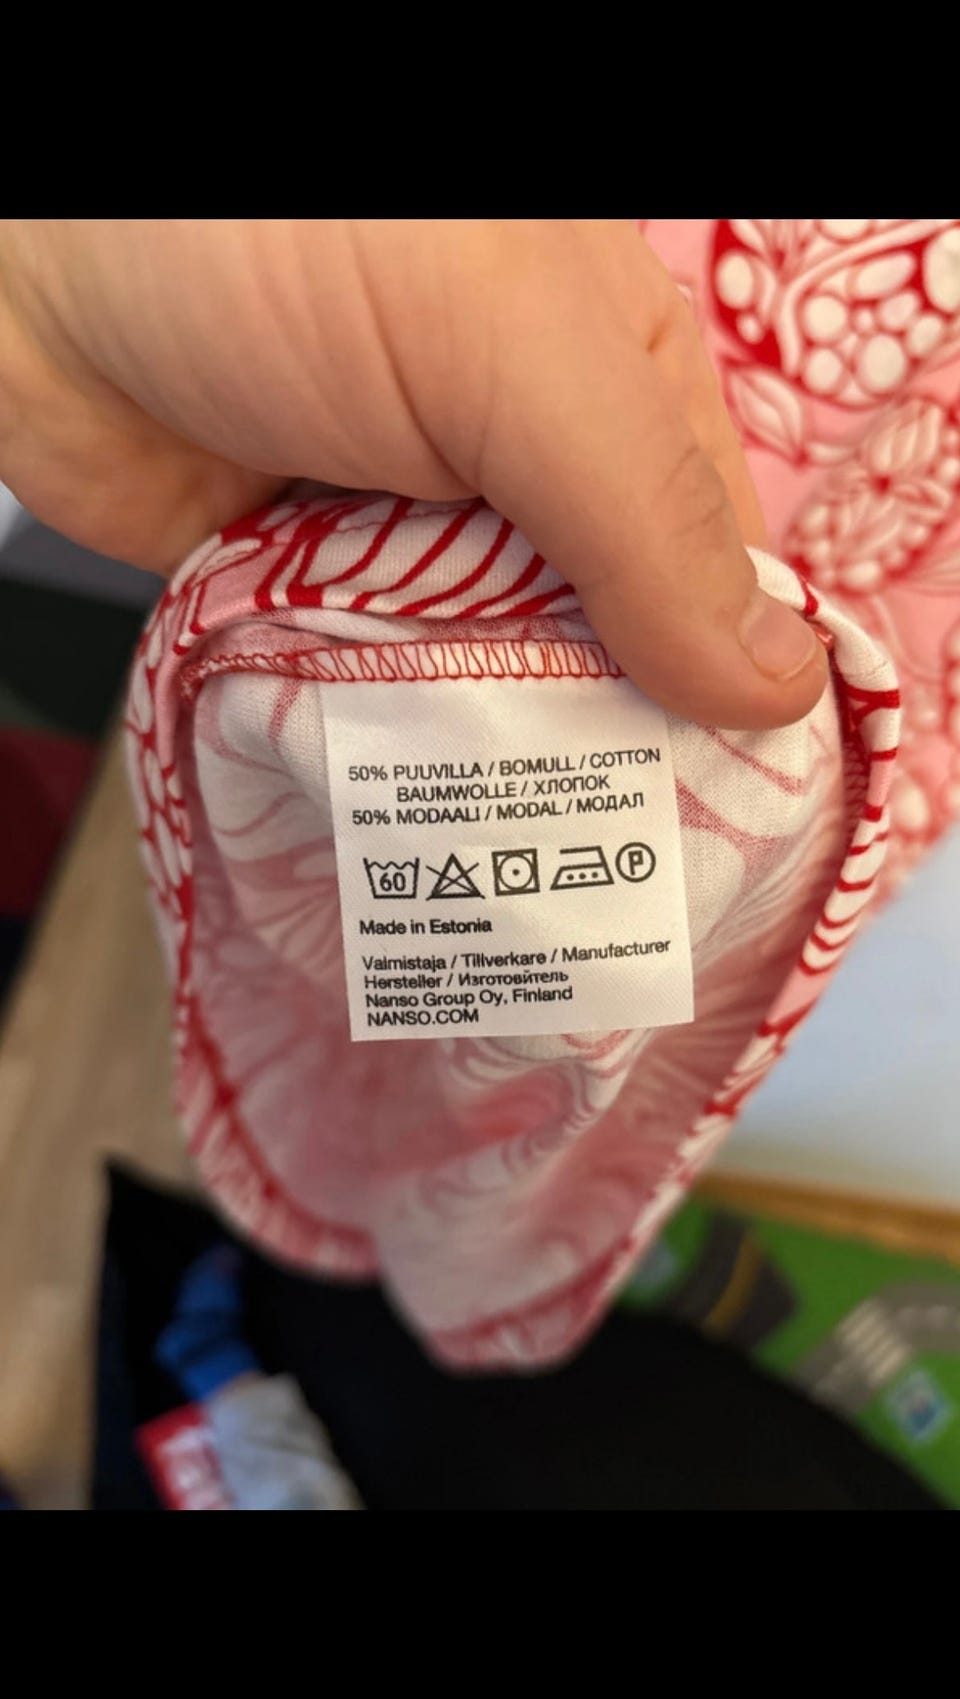 50% PUUVILLA / BOMULL / COTTON
BAUMWOLLE / ХЛОПОК
50% MODAALI / MODAL / МОДАЛ
60 P
Made in Estonia
Valmistaja / Tillverkare / Manufacturer
Hersteller / Изготовитель
Nanso Group Oy, Finland
NANSO.COM